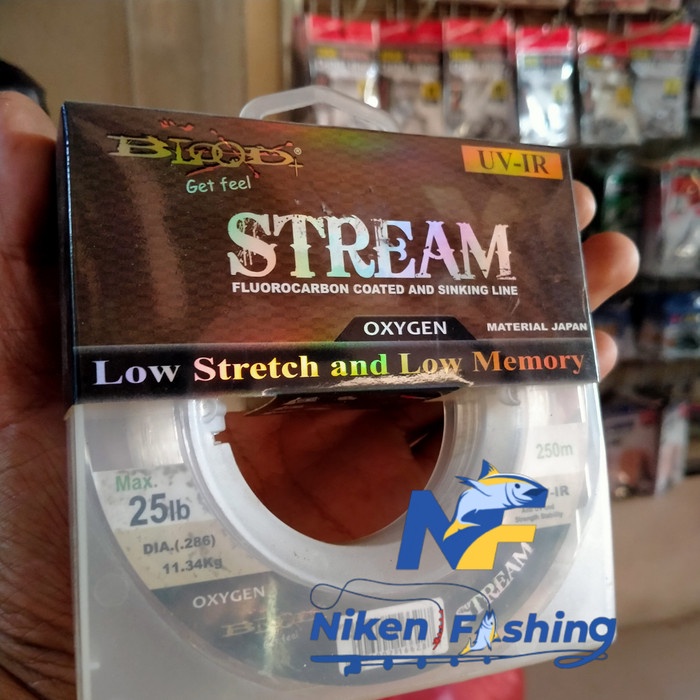 BLOOD®
Get feel
UV-IR
STREAM
FLUOROCARBON COATED AND SINKING LINE
OXYGEN
MATERIAL JAPAN
Low Stretch and Low Memory
250m
Max.
25lb
DIA.(.286)
11.34Kg
OXYGEN
STREAM
NF
Niken Fishing